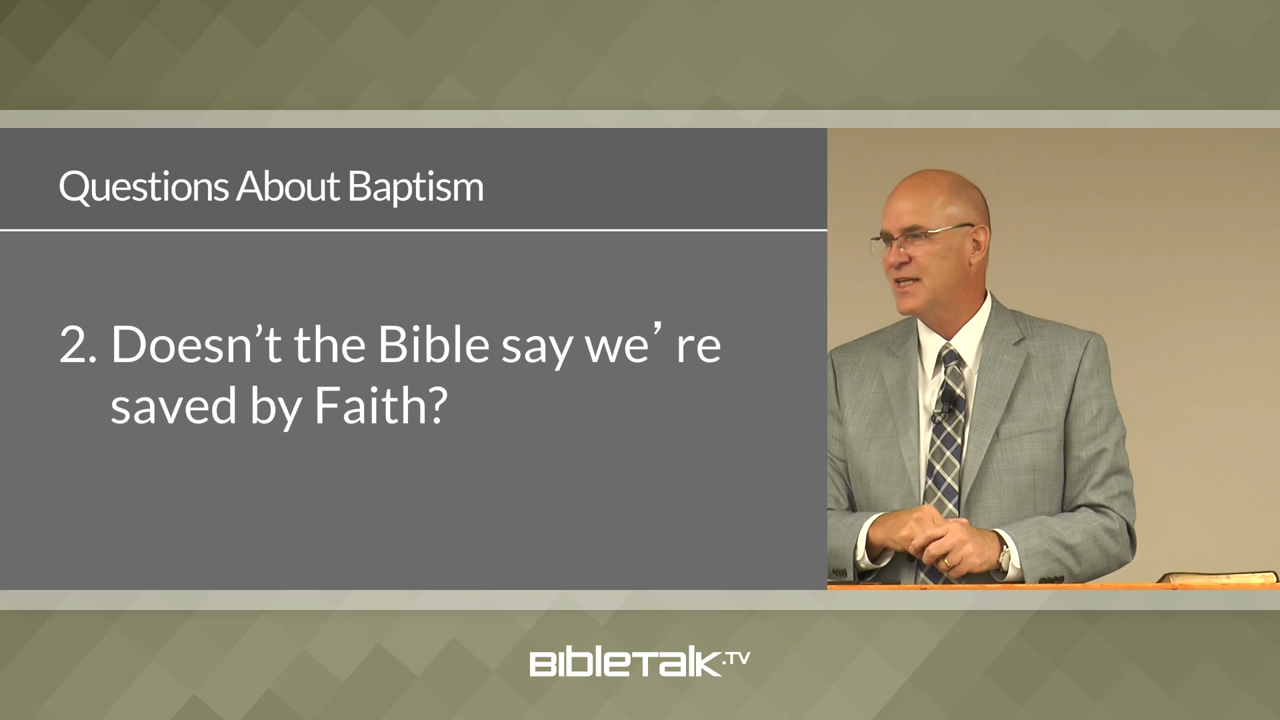 Questions About Baptism
2. Doesn’t the Bible say we’ re
saved by Faith?
BIBLETALK.TV